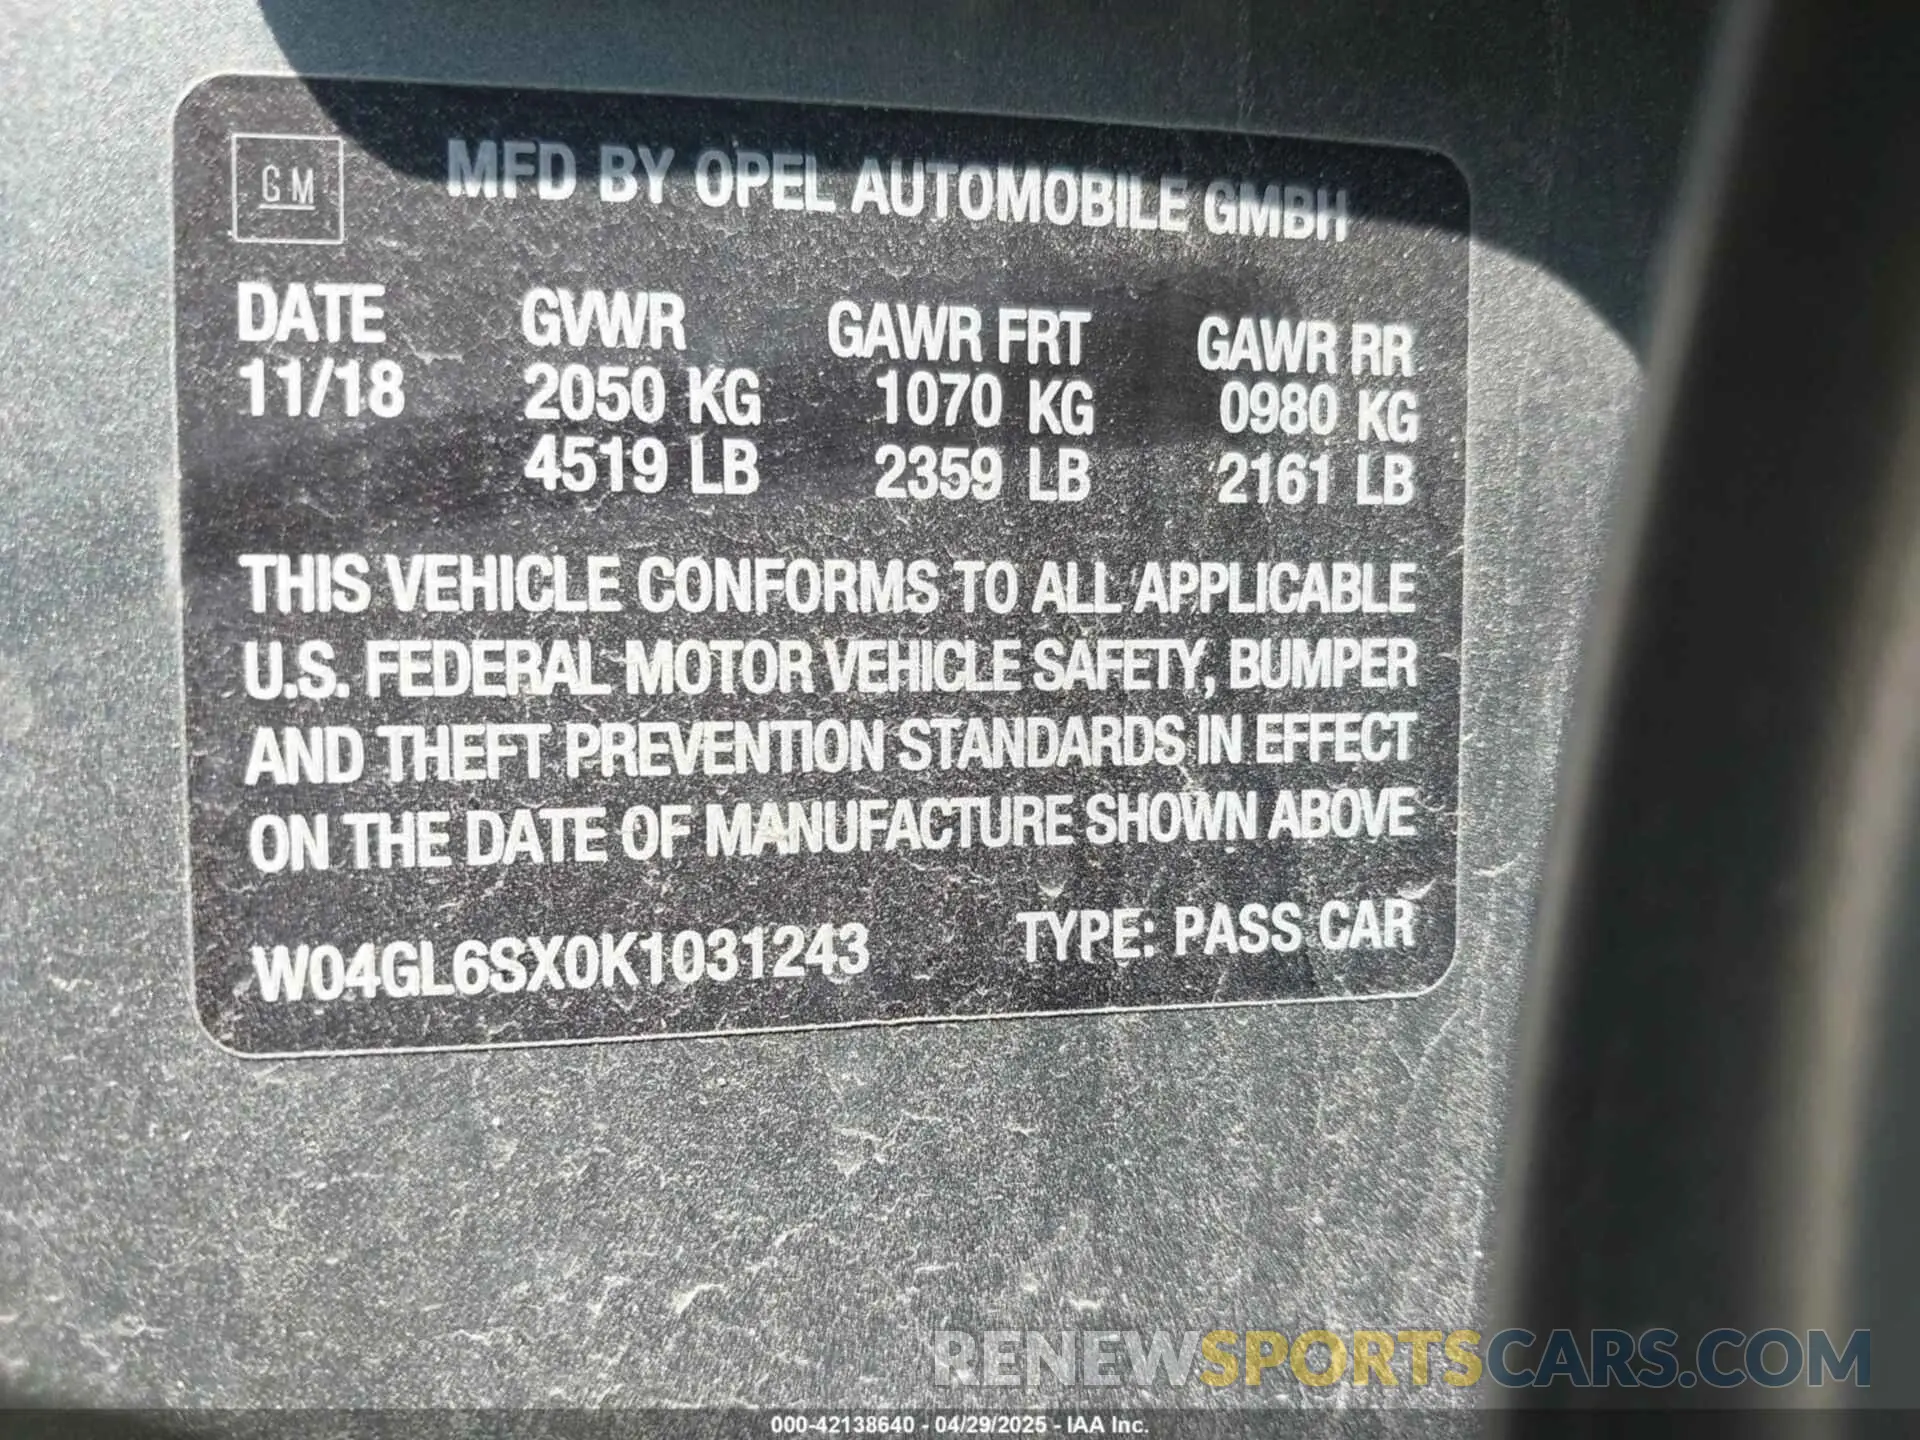 GM
MFD BY OPEL AUTOMOBILE GMBH
DATE GVWR GAWR FRT GAWR RR
11/18 2050 KG 1070 KG 0980 KG
4519 LB 2359 LB 2161 LB
THIS VEHICLE CONFORMS TO ALL APPLICABLE
U.S. FEDERAL MOTOR VEHICLE SAFETY, BUMPER
AND THEFT PREVENTION STANDARDS IN EFFECT
ON THE DATE OF MANUFACTURE SHOWN ABOVE
W04GL6SX0K1031243 TYPE: PASS CAR
RENEWSPORTSCARS.COM
000-42138640 - 04/29/2025 - IAA Inc.